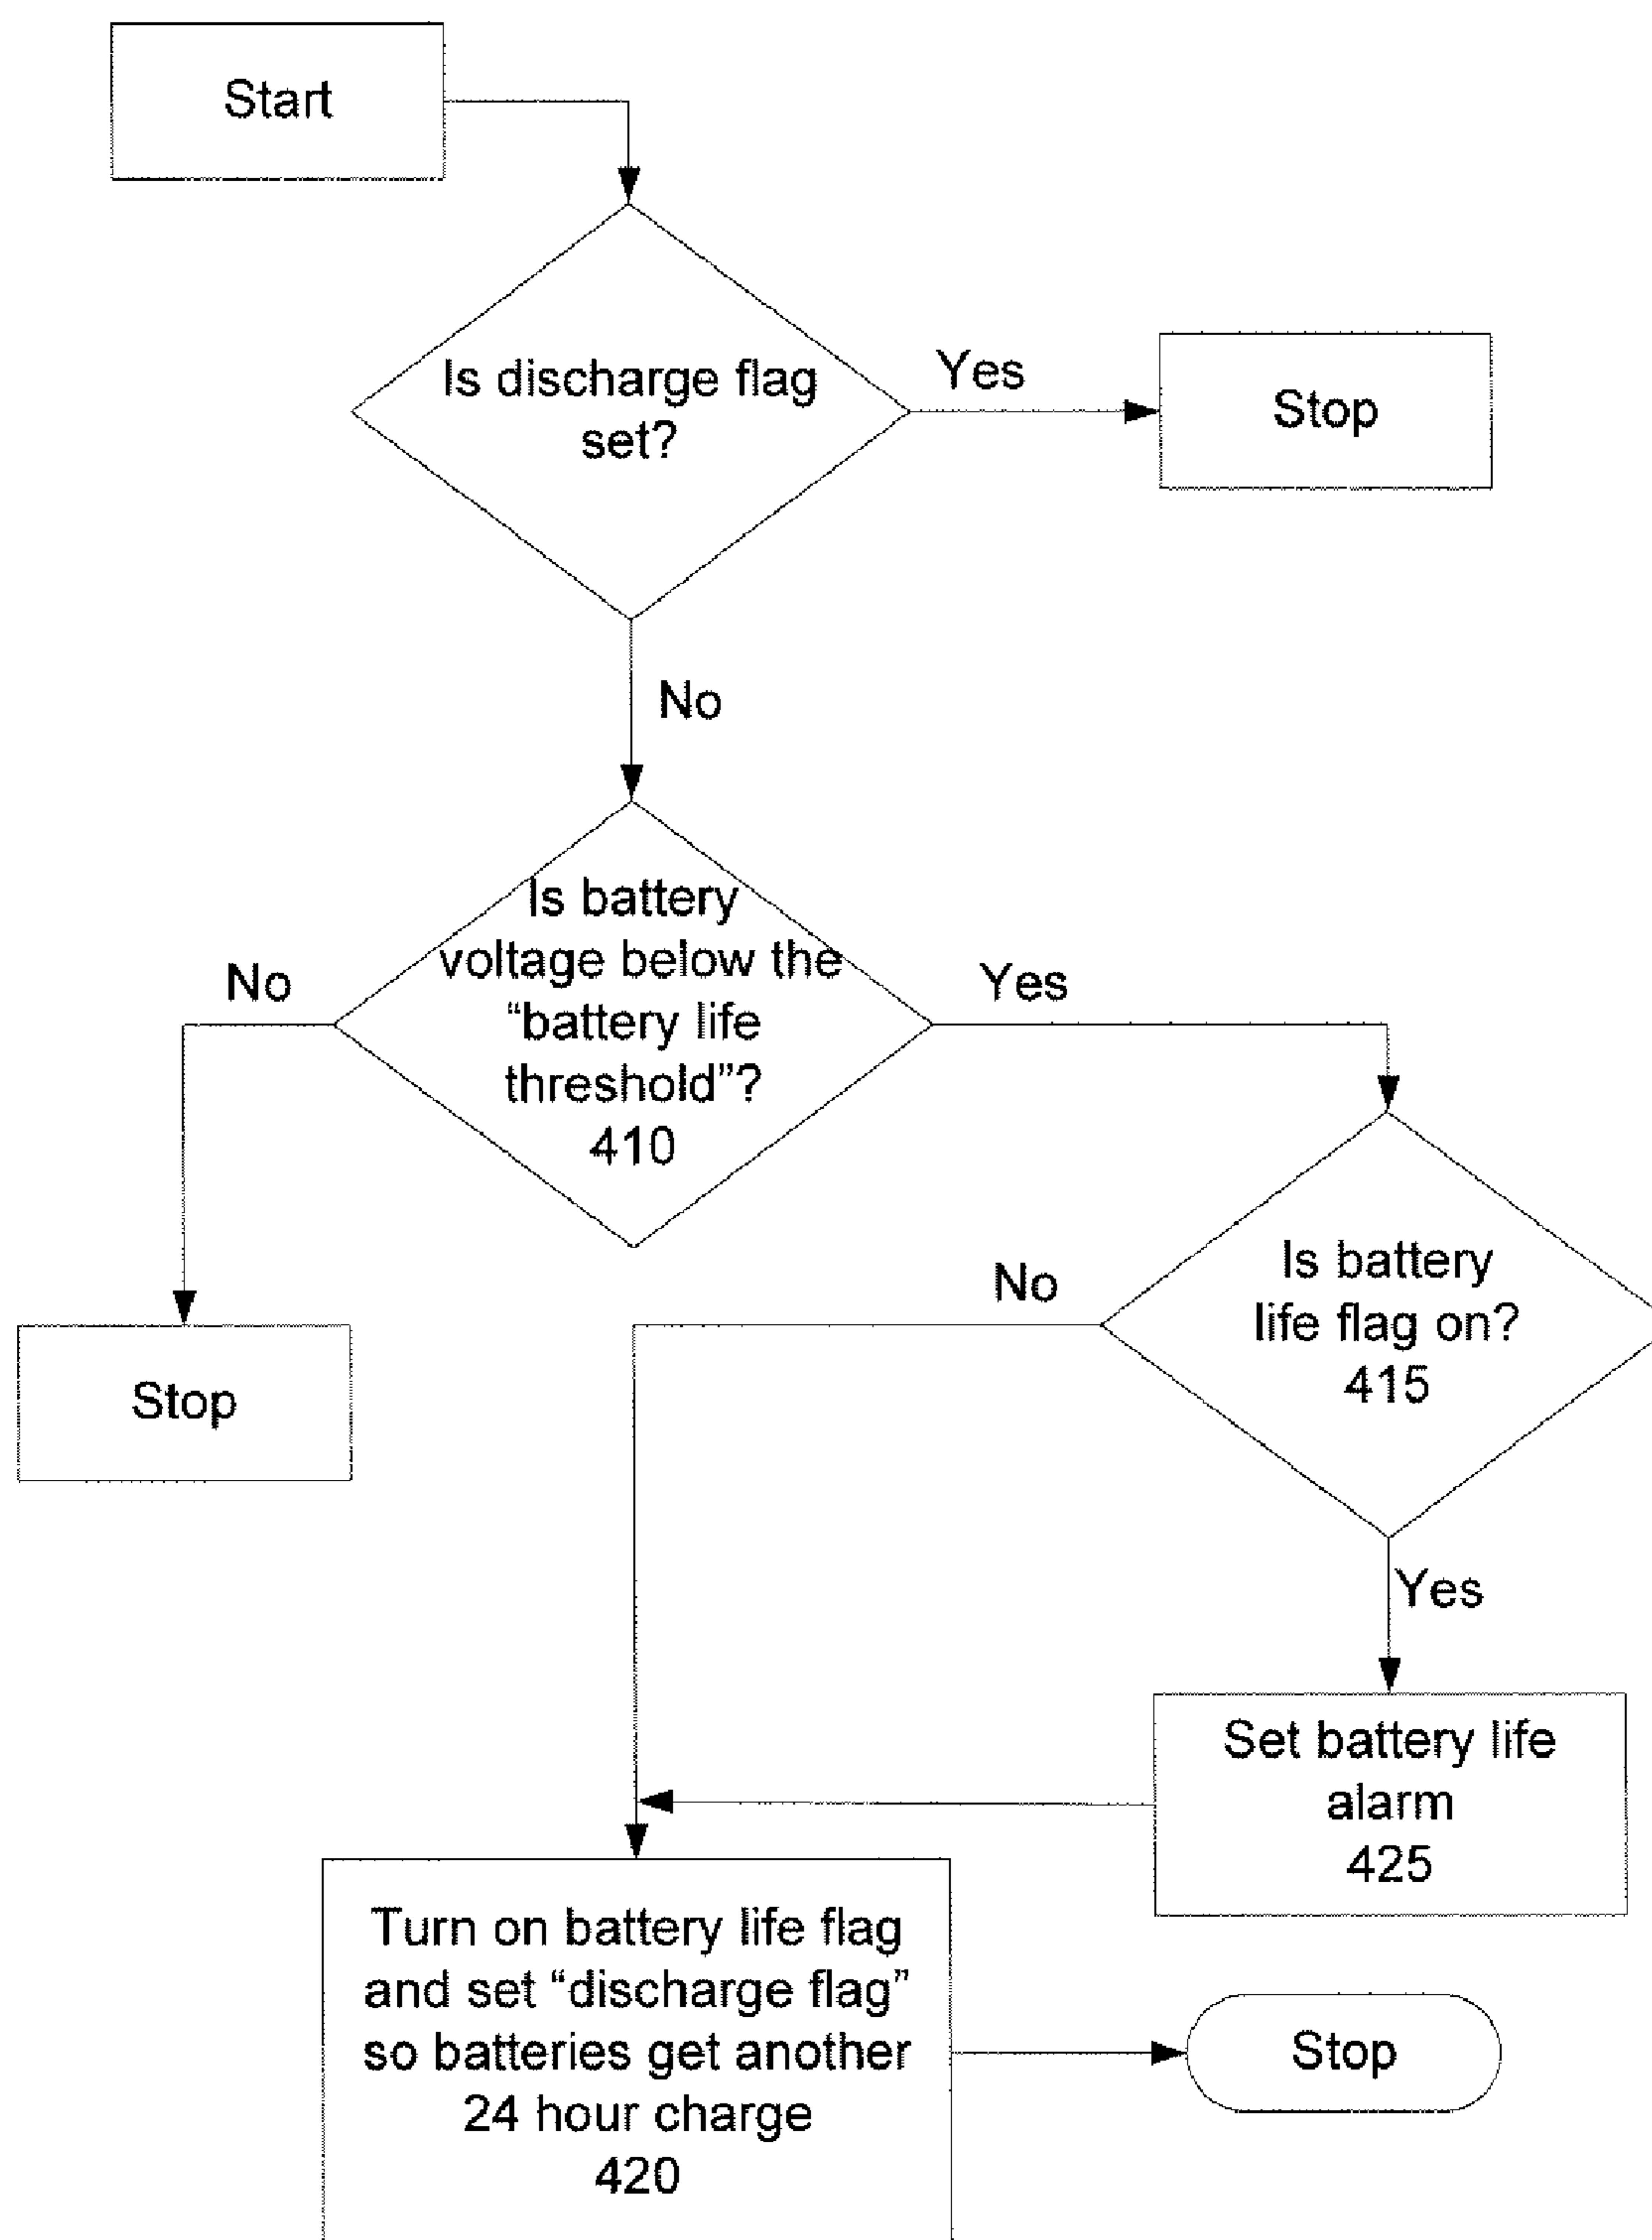 Start
Is discharge flag
set?
Yes
Stop
No
Is battery
voltage below the
“battery life
threshold”?
410
No
Yes
Stop
No
Is battery
life flag on?
415
Yes
Set battery life
alarm
425
Turn on battery life flag
and set “discharge flag”
so batteries get another
24 hour charge
420
Stop